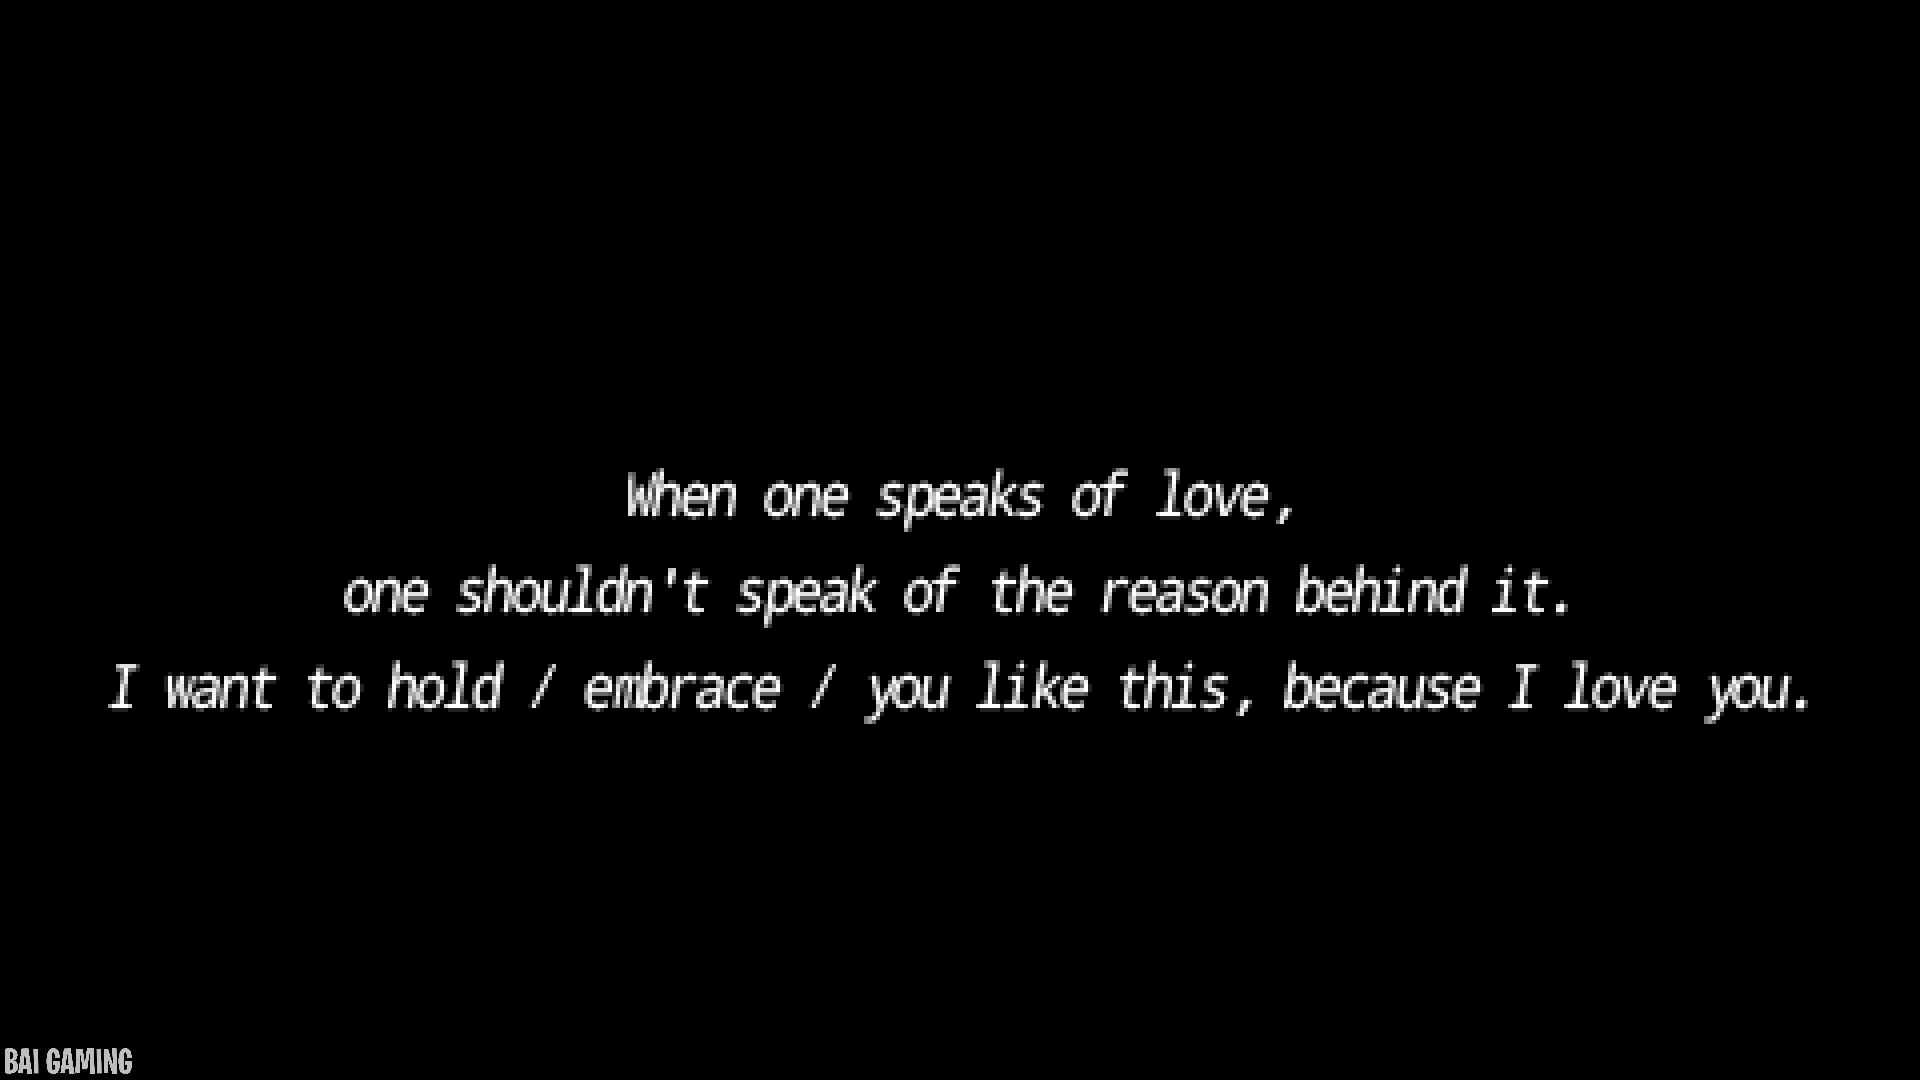 When one speaks of love,
one shouldn't speak of the reason behind it.
I want to hold / embrace / you like this, because I love you.
BAI GAMING